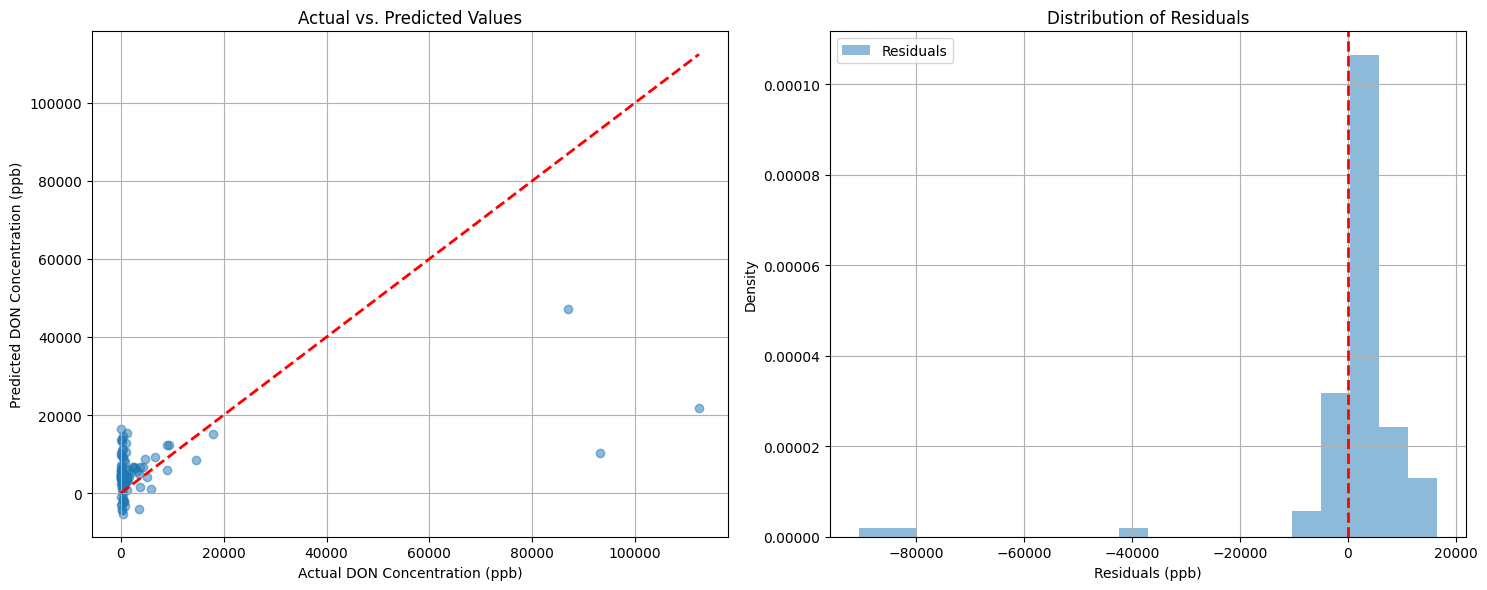 Actual vs. Predicted Values
Predicted DON Concentration (ppb)
100000
80000
60000
40000
20000
0
0 20000 40000 60000 80000 100000
Actual DON Concentration (ppb)
Distribution of Residuals
Residuals
Density
0.00010
0.00008
0.00006
0.00004
0.00002
0.00000
−80000 −60000 −40000 −20000 0 20000
Residuals (ppb)